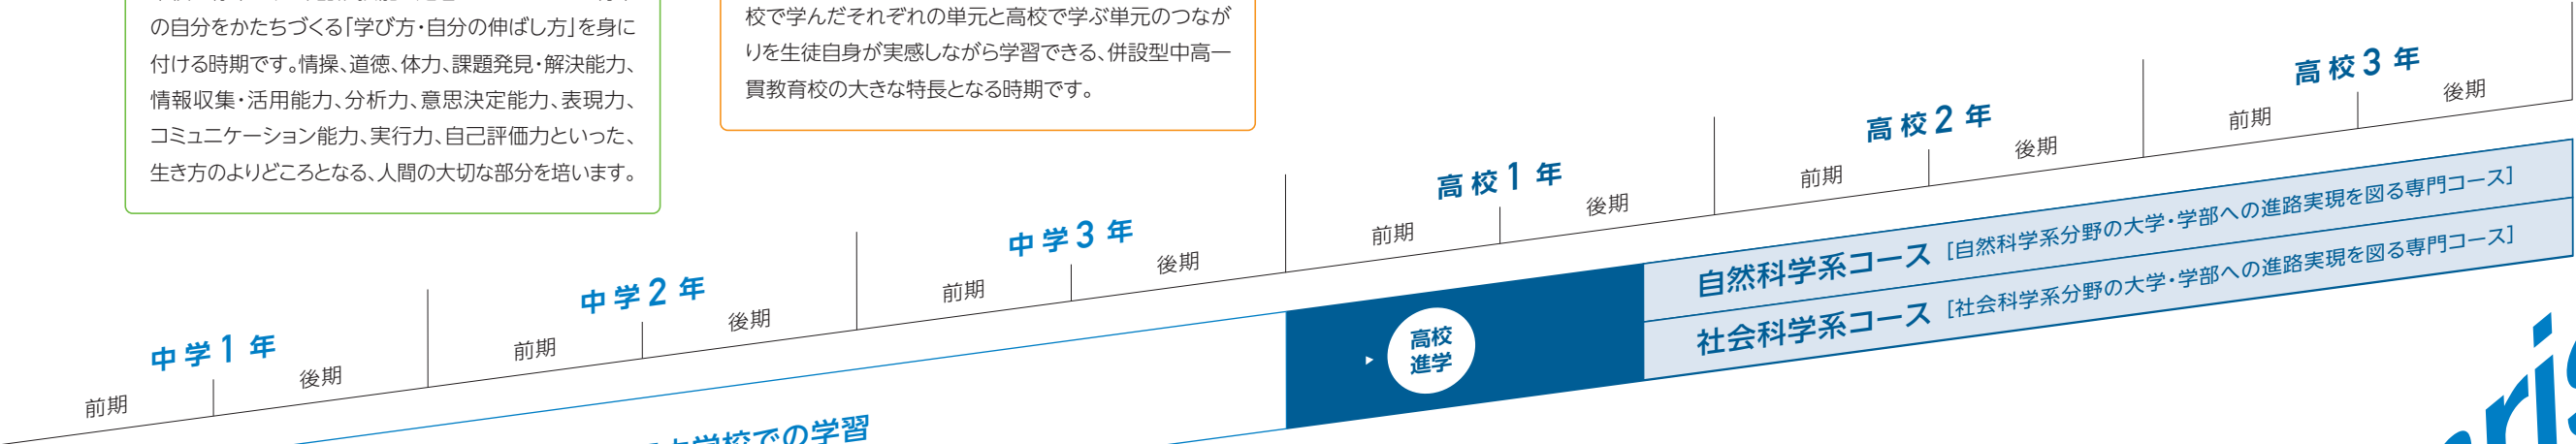 の自分をかたちづくる「学び方・自分の伸ばし方」を身に
付ける時期です。情操、道徳、体力、課題発見・解決能力、
情報収集・活用能力、分析力、意思決定能力、表現力、
コミュニケーション能力、実行力、自己評価力といった、
生き方のよりどころとなる、人間の大切な部分を培います。
校で学んだそれぞれの単元と高校で学ぶ単元のつなが
りを生徒自身が実感しながら学習できる、併設型中高一
貫教育校の大きな特長となる時期です。
中学1年
前期
後期
中学2年
前期
後期
中学3年
前期
後期
高校1年
前期
後期
高校2年
前期
後期
高校3年
前期
後期
高校
進学
自然科学系コース [自然科学系分野の大学・学部への進路実現を図る専門コース]
社会科学系コース [社会科学系分野の大学・学部への進路実現を図る専門コース]
中学校での学習